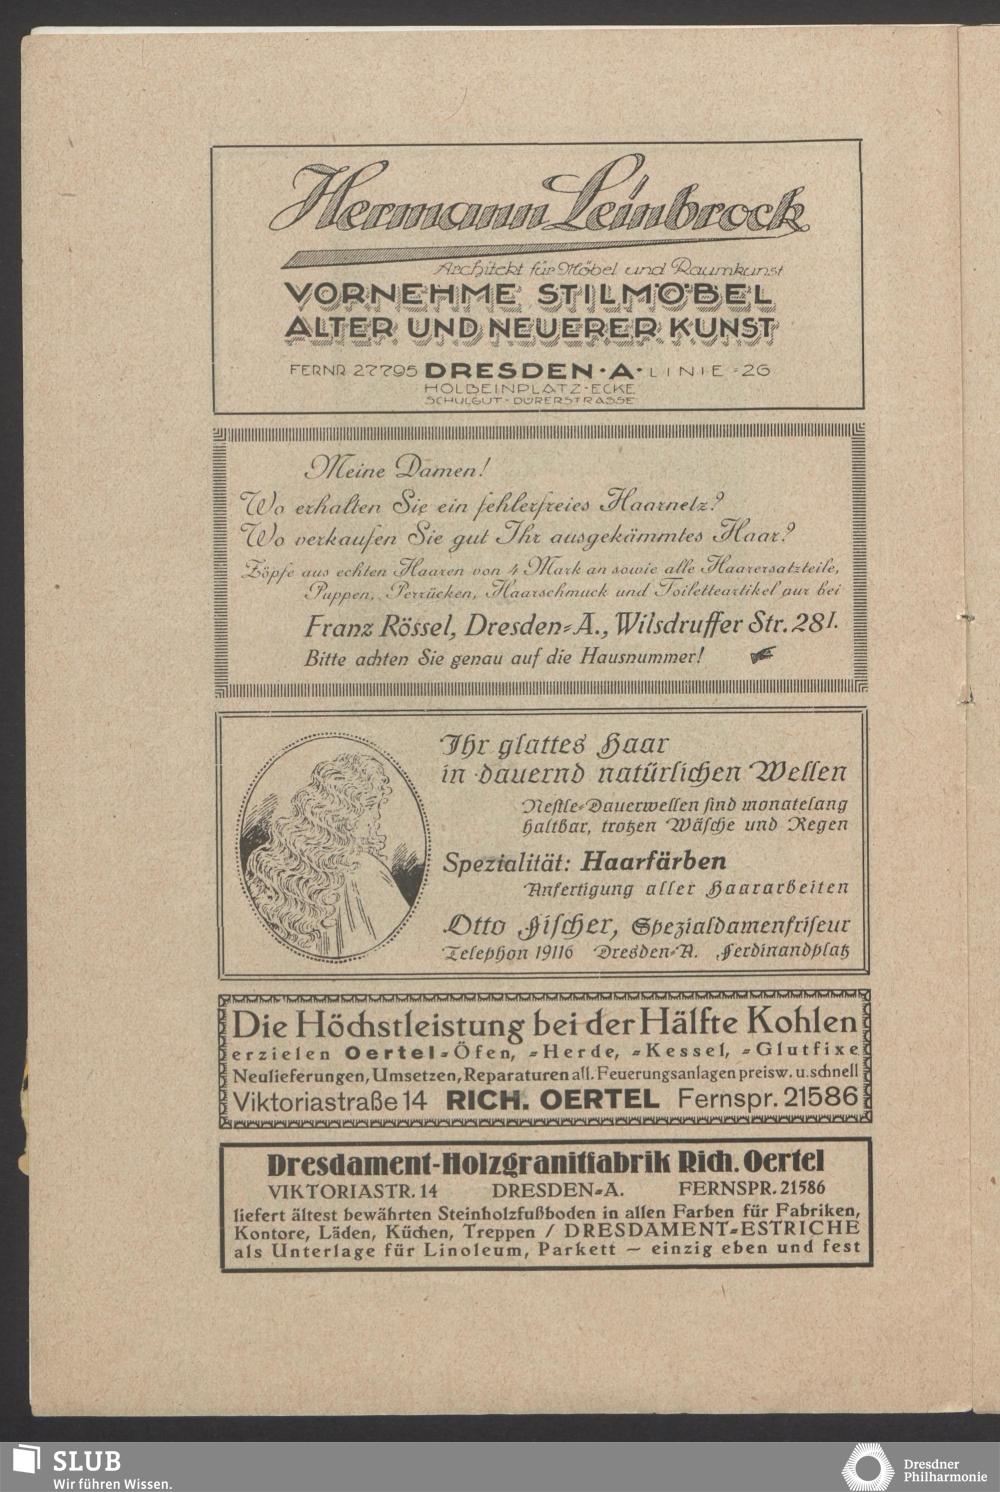 Hermann Leinbrock
Architekt für Möbel und Raumkunst
VORNEHME STILMÖBEL
ALTER UND NEUERER KUNST
FERNR 27795 DRESDEN·A· LINIE 26
HOLBEINPLATZ-ECKE
SCHULGUT-DÜRERSTRASSE
Meine Damen!
Wo erhalten Sie ein fehlerfreies Haarnetz?
Wo verkaufen Sie gut Ihr ausgekämmtes Haar?
Zöpfe aus echten Haaren von 4 Mark an sowie alle Haarersatzteile,
Puppen, Perrücken, Haarschmuck und Toiletteartikel nur bei
Franz Rössel, Dresden-A., Wilsdruffer Str. 28 I.
Bitte achten Sie genau auf die Hausnummer!
Ihr glattes Haar
in dauernd natürlichen Wellen
Nestle-Dauerwellen sind monatelang
haltbar, trotzen Wäsche und Regen
Spezialität: Haarfärben
Anfertigung aller Haararbeiten
Otto Fischer, Spezialdamenfriseur
Telephon 19116 Dresden-A. Ferdinandplatz
Die Höchstleistung bei der Hälfte Kohlen
erzielen Oertel-Öfen, -Herde, -Kessel, -Glutfixe
Neulieferungen, Umsetzen, Reparaturen all. Feuerungsanlagen preisw. u. schnell
Viktoriastraße 14 RICH. OERTEL Fernspr. 21586
Dresdament-Holzgranitfabrik Rich. Oertel
VIKTORIASTR. 14 DRESDEN-A. FERNSPR. 21586
liefert ältest bewährten Steinholzfußboden in allen Farben für Fabriken,
Kontore, Läden, Küchen, Treppen / DRESDAMENT-ESTRICHE
als Unterlage für Linoleum, Parkett — einzig eben und fest
SLUB
Wir führen Wissen.
Dresdner
Philharmonie